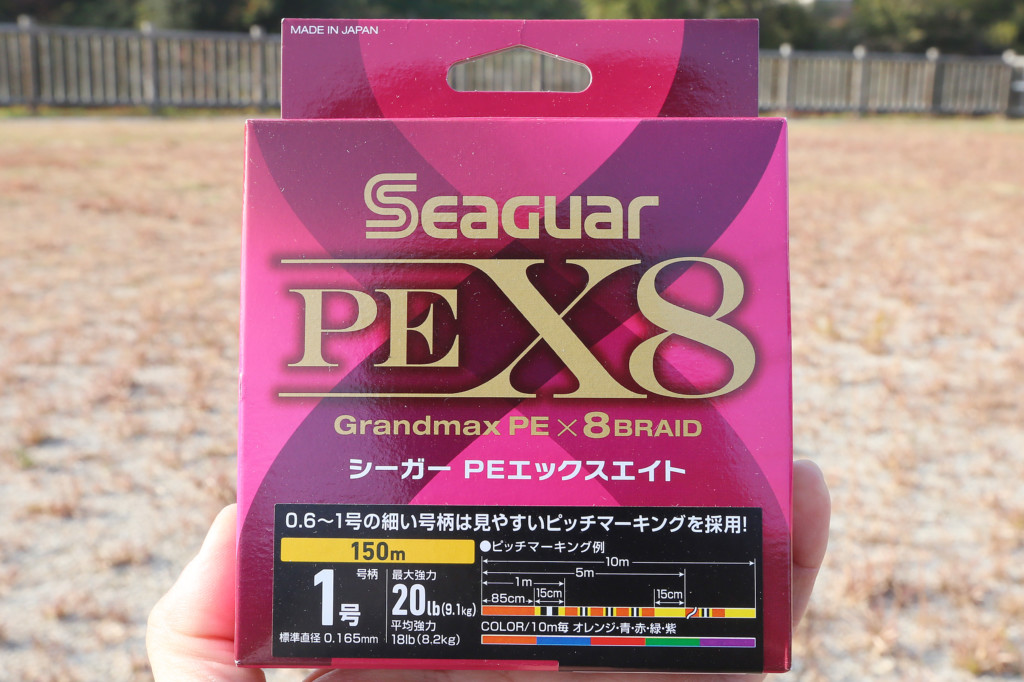 MADE IN JAPAN
Seaguar
PE X8
Grandmax PE × 8 BRAID
シーガー PEエックスエイト
0.6～1号の細い号柄は見やすいピッチマーキングを採用!
150m
号柄
1号
標準直径 0.165mm
最大強力
20lb(9.1kg)
平均強力
18lb(8.2kg)
●ピッチマーキング例
10m
5m
1m
85cm
15cm
15cm
COLOR/10m毎 オレンジ・青・赤・緑・紫